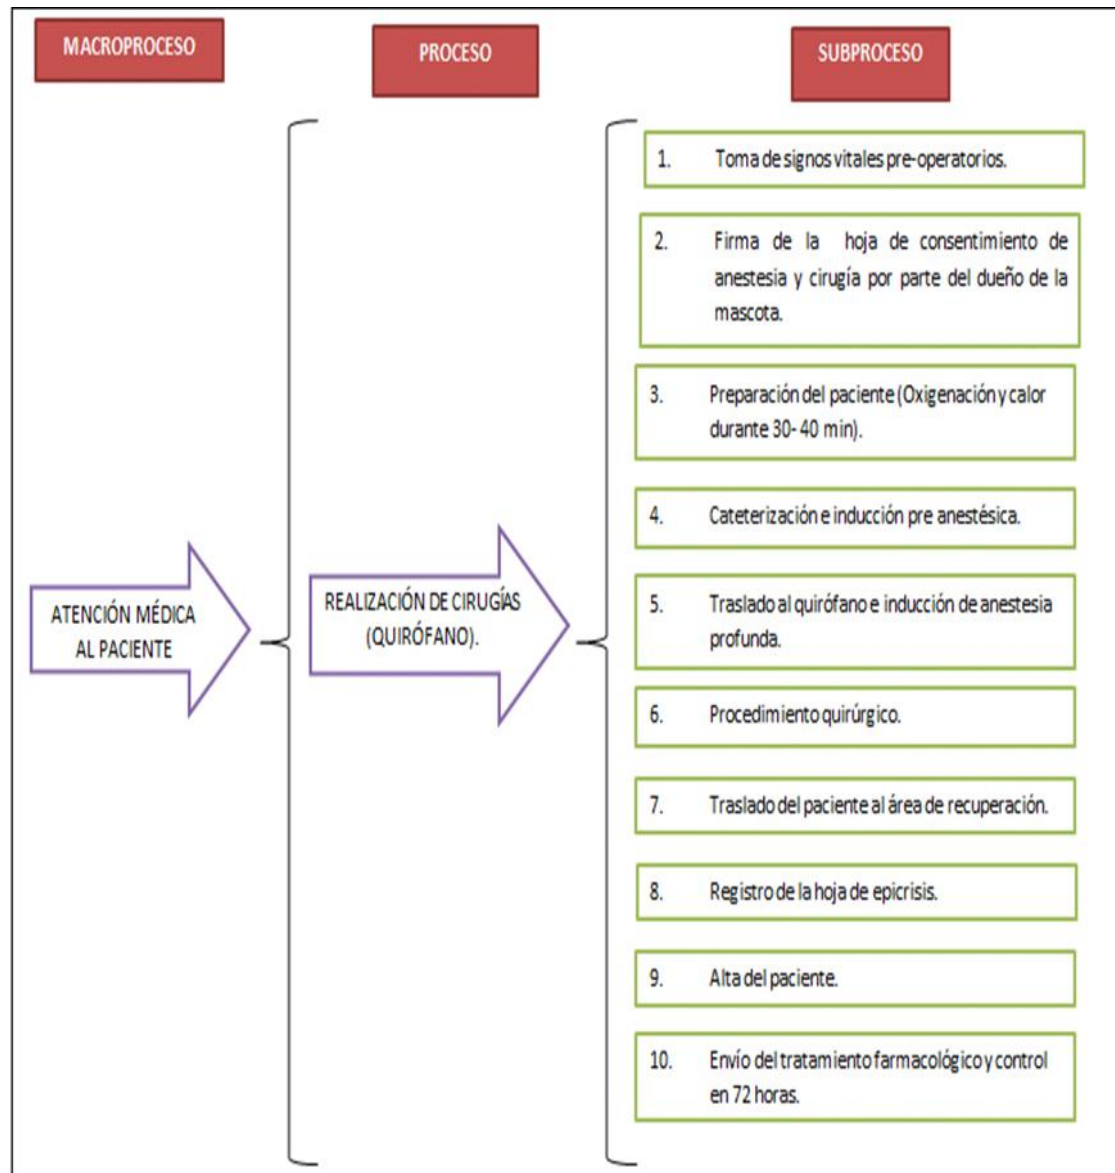 MACROPROCESO
PROCESO
SUBPROCESO
ATENCIÓN MÉDICA
AL PACIENTE
REALIZACIÓN DE CIRUGÍAS
(QUIRÓFANO).
1. Toma de signos vitales pre-operatorios.
2. Firma de la hoja de consentimiento de
anestesia y cirugía por parte del dueño de la
mascota.
3. Preparación del paciente (Oxigenación y calor
durante 30- 40 min).
4. Cateterización e inducción pre anestésica.
5. Traslado al quirófano e inducción de anestesia
profunda.
6. Procedimiento quirúrgico.
7. Traslado del paciente al área de recuperación.
8. Registro de la hoja de epicrisis.
9. Alta del paciente.
10. Envío del tratamiento farmacológico y control
en 72 horas.